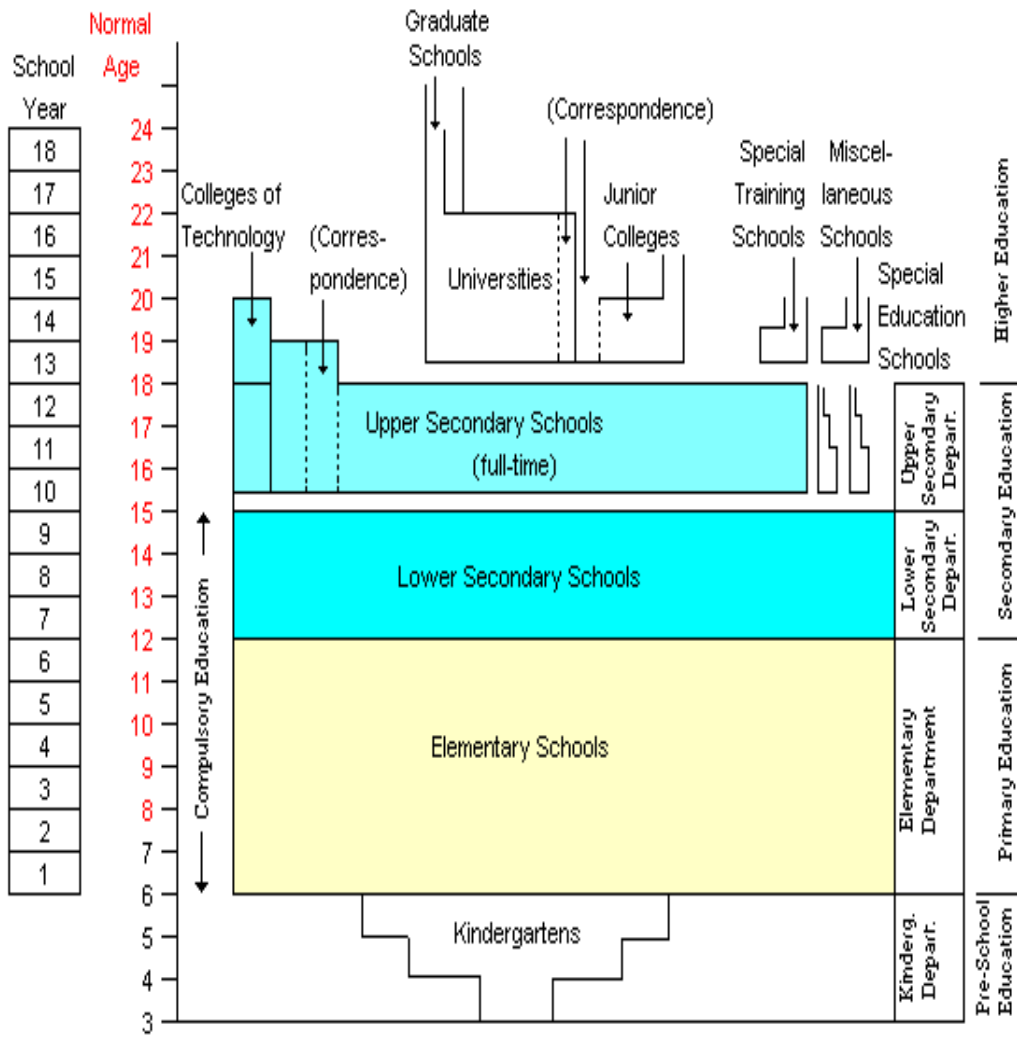 Normal
Age
School
Year
18
17
16
15
14
13
12
11
10
9
8
7
6
5
4
3
2
1
24
23
22
21
20
19
18
17
16
15
14
13
12
11
10
9
8
7
6
5
4
3
Graduate
Schools
(Correspondence)
Colleges of
Technology
(Corres-
pondence)
Universities
Junior
Colleges
Special
Training
Schools
Miscel-
laneous
Schools
Special
Education
Schools
Upper Secondary Schools
(full-time)
Lower Secondary Schools
Elementary Schools
Kindergartens
Compulsory Education
Upper
Secondary
Depart.
Lower
Secondary
Depart.
Elementary
Department
Kinderg.
Depart.
Higher Education
Secondary Education
Primary Education
Pre-School
Education